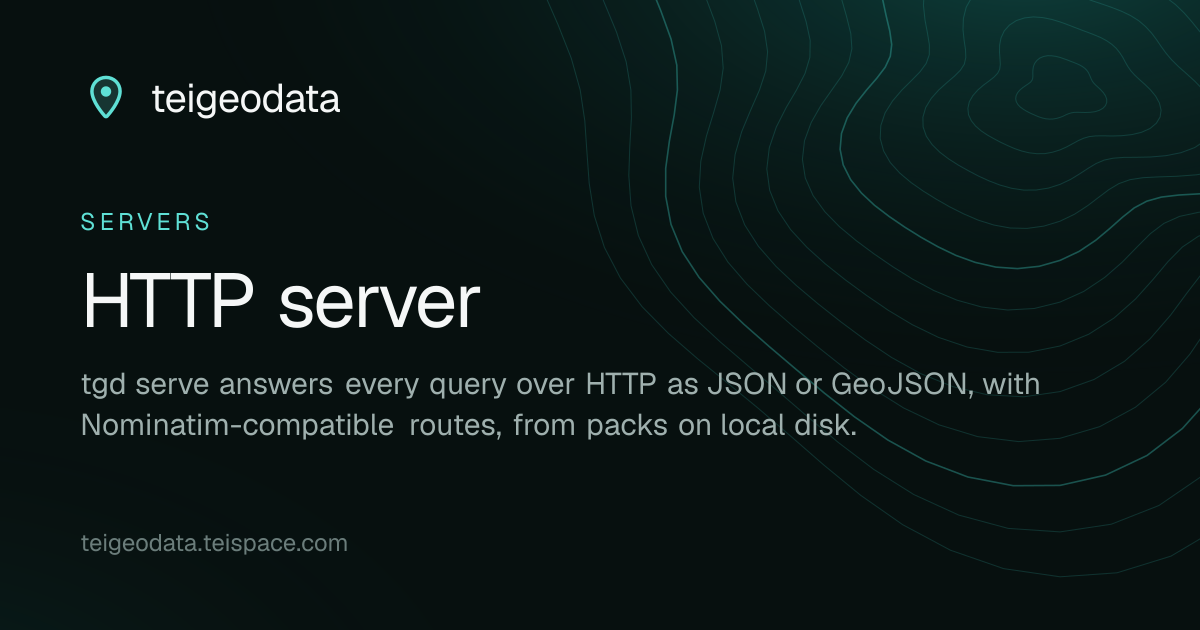 teigeodata
SERVERS
HTTP server
tgd serve answers every query over HTTP as JSON or GeoJSON, with
Nominatim-compatible routes, from packs on local disk.
teigeodata.teispace.com